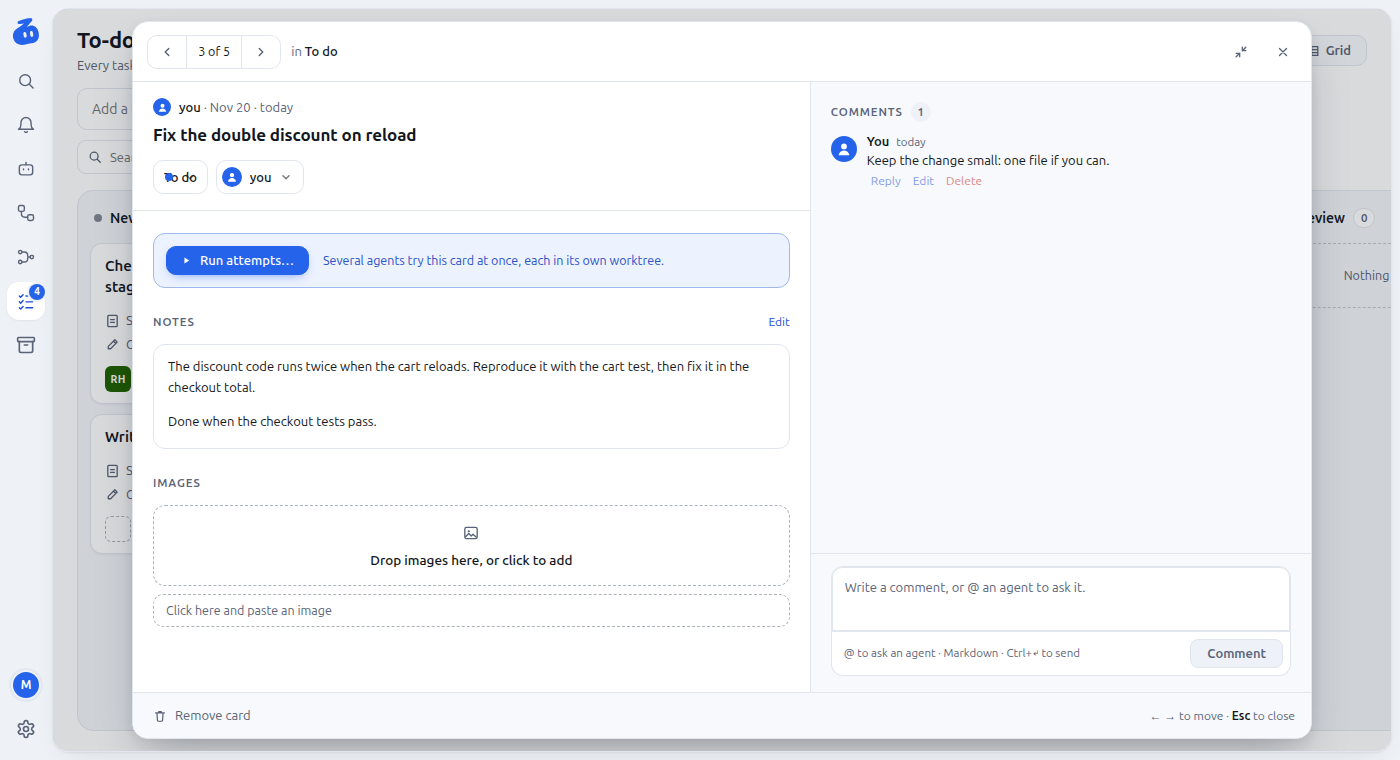 To-do
Every task
Add a
Sea
Grid
New
Che
stag
S
C
RH
Writ
S
C
eview 0
Nothing
4
M
3 of 5
in To do
you · Nov 20 · today
Fix the double discount on reload
To do
you
Run attempts...
Several agents try this card at once, each in its own worktree.
NOTES
Edit
The discount code runs twice when the cart reloads. Reproduce it with the cart test, then fix it in the
checkout total.
Done when the checkout tests pass.
IMAGES
Drop images here, or click to add
Click here and paste an image
COMMENTS 1
You today
Keep the change small: one file if you can.
Reply Edit Delete
Write a comment, or @ an agent to ask it.
@ to ask an agent · Markdown · Ctrl+↵ to send
Comment
Remove card
← → to move · Esc to close